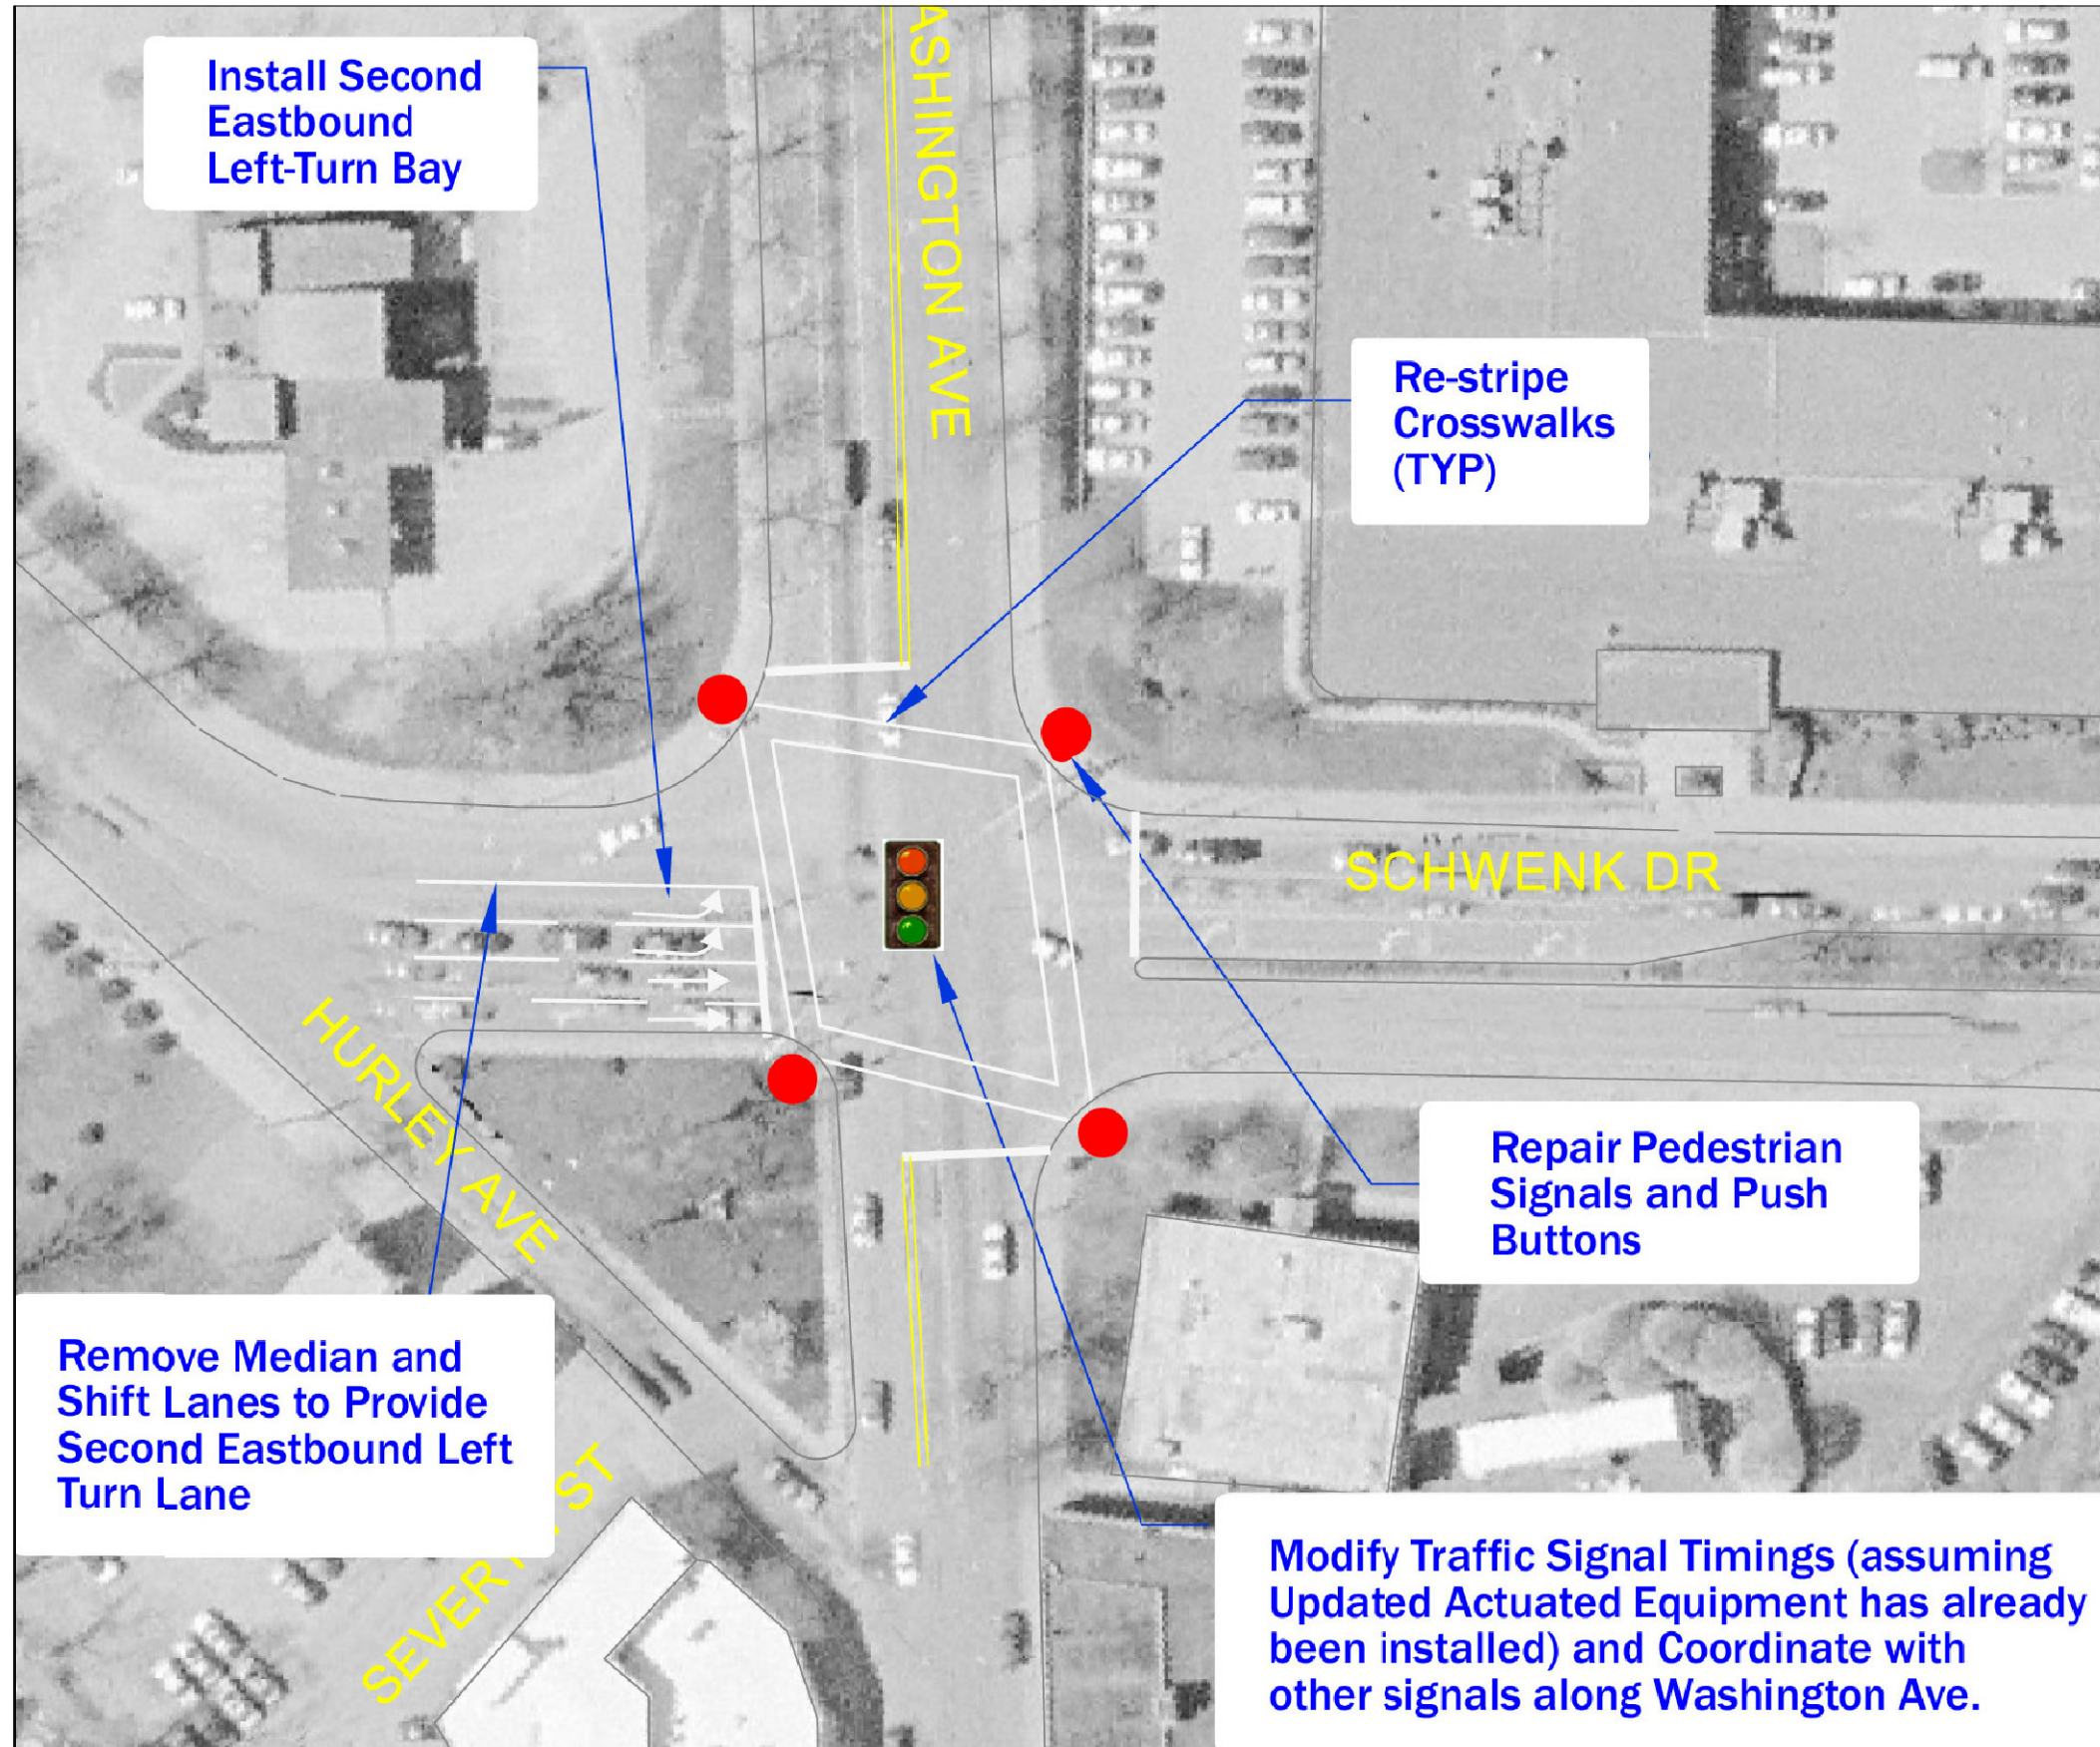 Install Second
Eastbound
Left-Turn Bay
ASHINGTON AVE
Re-stripe
Crosswalks
(TYP)
SCHWENK DR
HURLEY AVE
Repair Pedestrian
Signals and Push
Buttons
Remove Median and
Shift Lanes to Provide
Second Eastbound Left
Turn Lane
ST
Modify Traffic Signal Timings (assuming
Updated Actuated Equipment has already
been installed) and Coordinate with
other signals along Washington Ave.